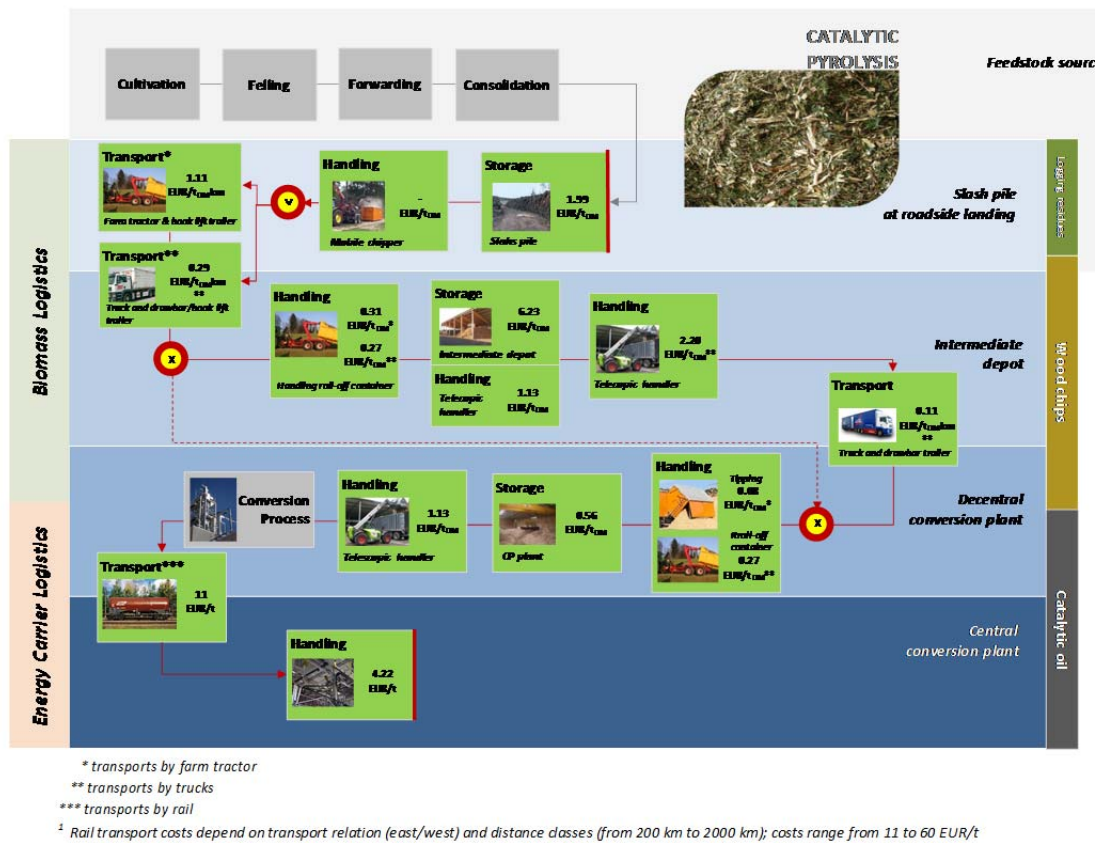 CATALYTIC
PYROLYSIS
Feedstock sourc
Cultivation
Felling
Forwarding
Consolidation
Biomass Logistics
Energy Carrier Logistics
Logging residues
Wood chips
Catalytic oil
Transport*
1.11
EUR/tDMkm
Farm tractor & hook lift trailer
v
Handling
-
EUR/tDM
Mobile chipper
Storage
1.99
EUR/tDM
Slahs pile
Slash pile
at roadside landing
Transport**
0.29
EUR/tDMkm
**
Truck and drawbar/hook lift
trailer
x
Handling
0.31
EUR/tDM*
0.27
EUR/tDM**
Handling roll-off container
Storage
6.23
EUR/tDM
Intermediate depot
Handling
Telescopic
handler
1.13
EUR/tDM
Handling
2.20
EUR/tDM**
Telescopic handler
Intermediate
depot
Transport
0.11
EUR/tDMkm
**
Truck and drawbar trailer
Conversion
Process
Handling
1.13
EUR/tDM
Telescopic handler
Storage
0.56
EUR/tDM
CP plant
Handling
Tipping
0.08
EUR/tDM*
Rroll-off
container
0.27
EUR/tDM**
x
Decentral
conversion plant
Transport***
11
EUR/t
Handling
4.22
EUR/t
Central
conversion plant
* transports by farm tractor
** transports by trucks
*** transports by rail
1 Rail transport costs depend on transport relation (east/west) and distance classes (from 200 km to 2000 km); costs range from 11 to 60 EUR/t